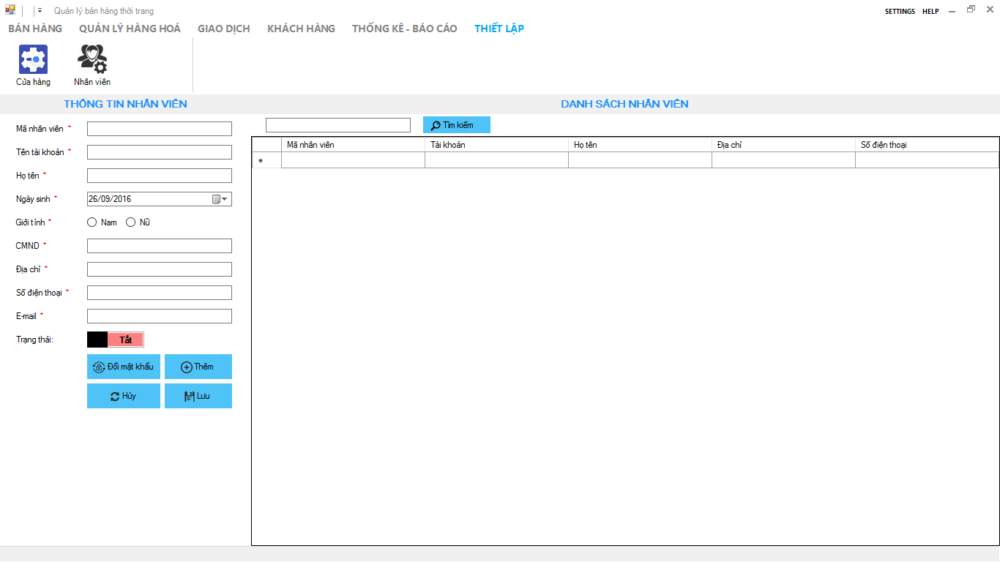 Quản lý bán hàng thời trang
SETTINGS HELP
BÁN HÀNG QUẢN LÝ HÀNG HOÁ GIAO DỊCH KHÁCH HÀNG THỐNG KÊ - BÁO CÁO THIẾT LẬP
Cửa hàng Nhân viên
THÔNG TIN NHÂN VIÊN
DANH SÁCH NHÂN VIÊN
Mã nhân viên *
Tên tài khoản *
Họ tên *
Ngày sinh * 26/09/2016
Giới tính * Nam Nữ
CMND *
Địa chỉ *
Số điện thoại *
E-mail *
Trạng thái: Tắt
Đổi mật khẩu Thêm
Hủy Lưu
Tìm kiếm
Mã nhân viên Tài khoản Họ tên Địa chỉ Số điện thoại
*